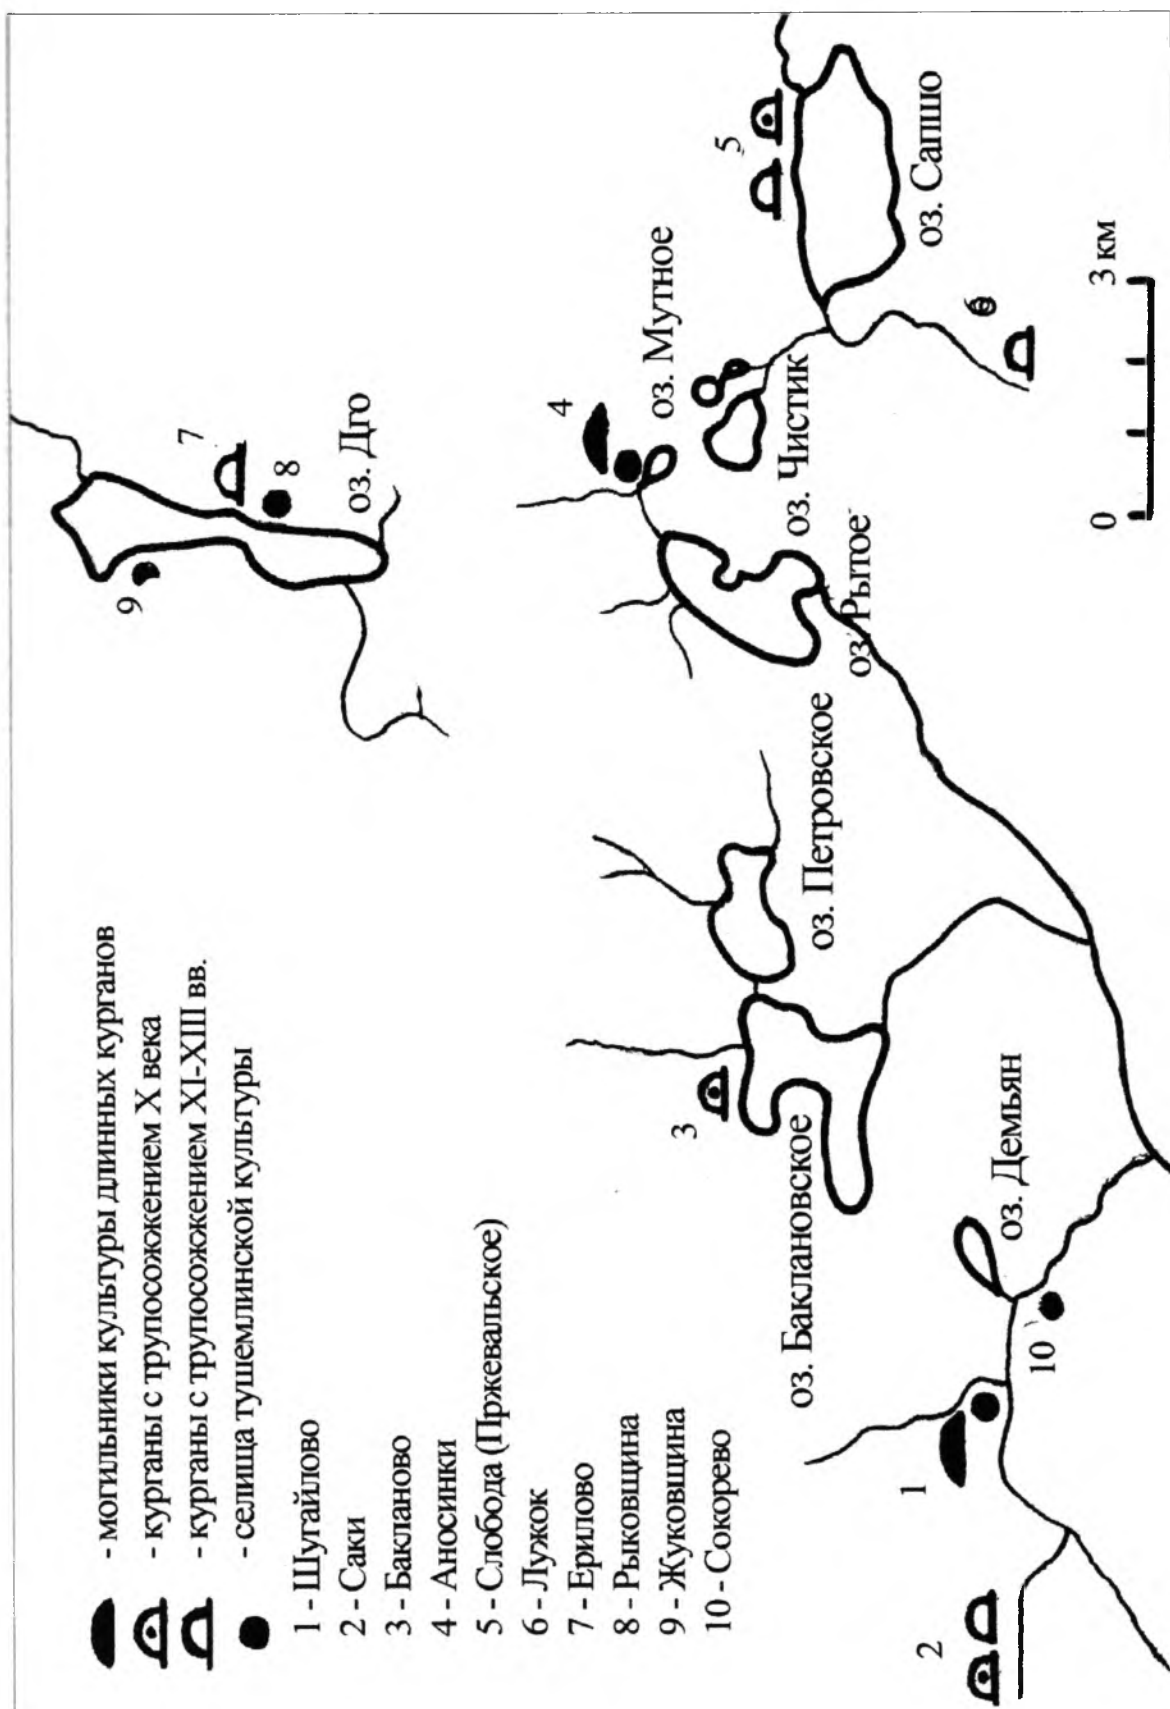 - могильники культуры длинных курганов
- курганы с трупосожжением X века
- курганы с трупосожжением XI-XIII вв.
- селища тушемлинской культуры
1 - Шугайлово
2 - Саки
3 - Бакланово
4 - Аносинки
5 - Слобода (Пржевальское)
6 - Лужок
7 - Ерилово
8 - Рыковщина
9 - Жуковщина
10 - Сокорево
9
7
8
оз. Дго
4
оз. Мутное
5
оз. Сапшо
оз. Чистик
6
оз. Рытое
оз. Петровское
3
оз. Баклановское
оз. Демьян
10
1
2
0
3 км